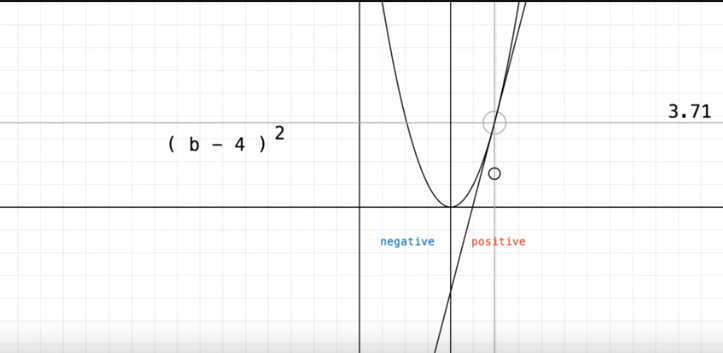 3.71
( b − 4 )²
negative positive